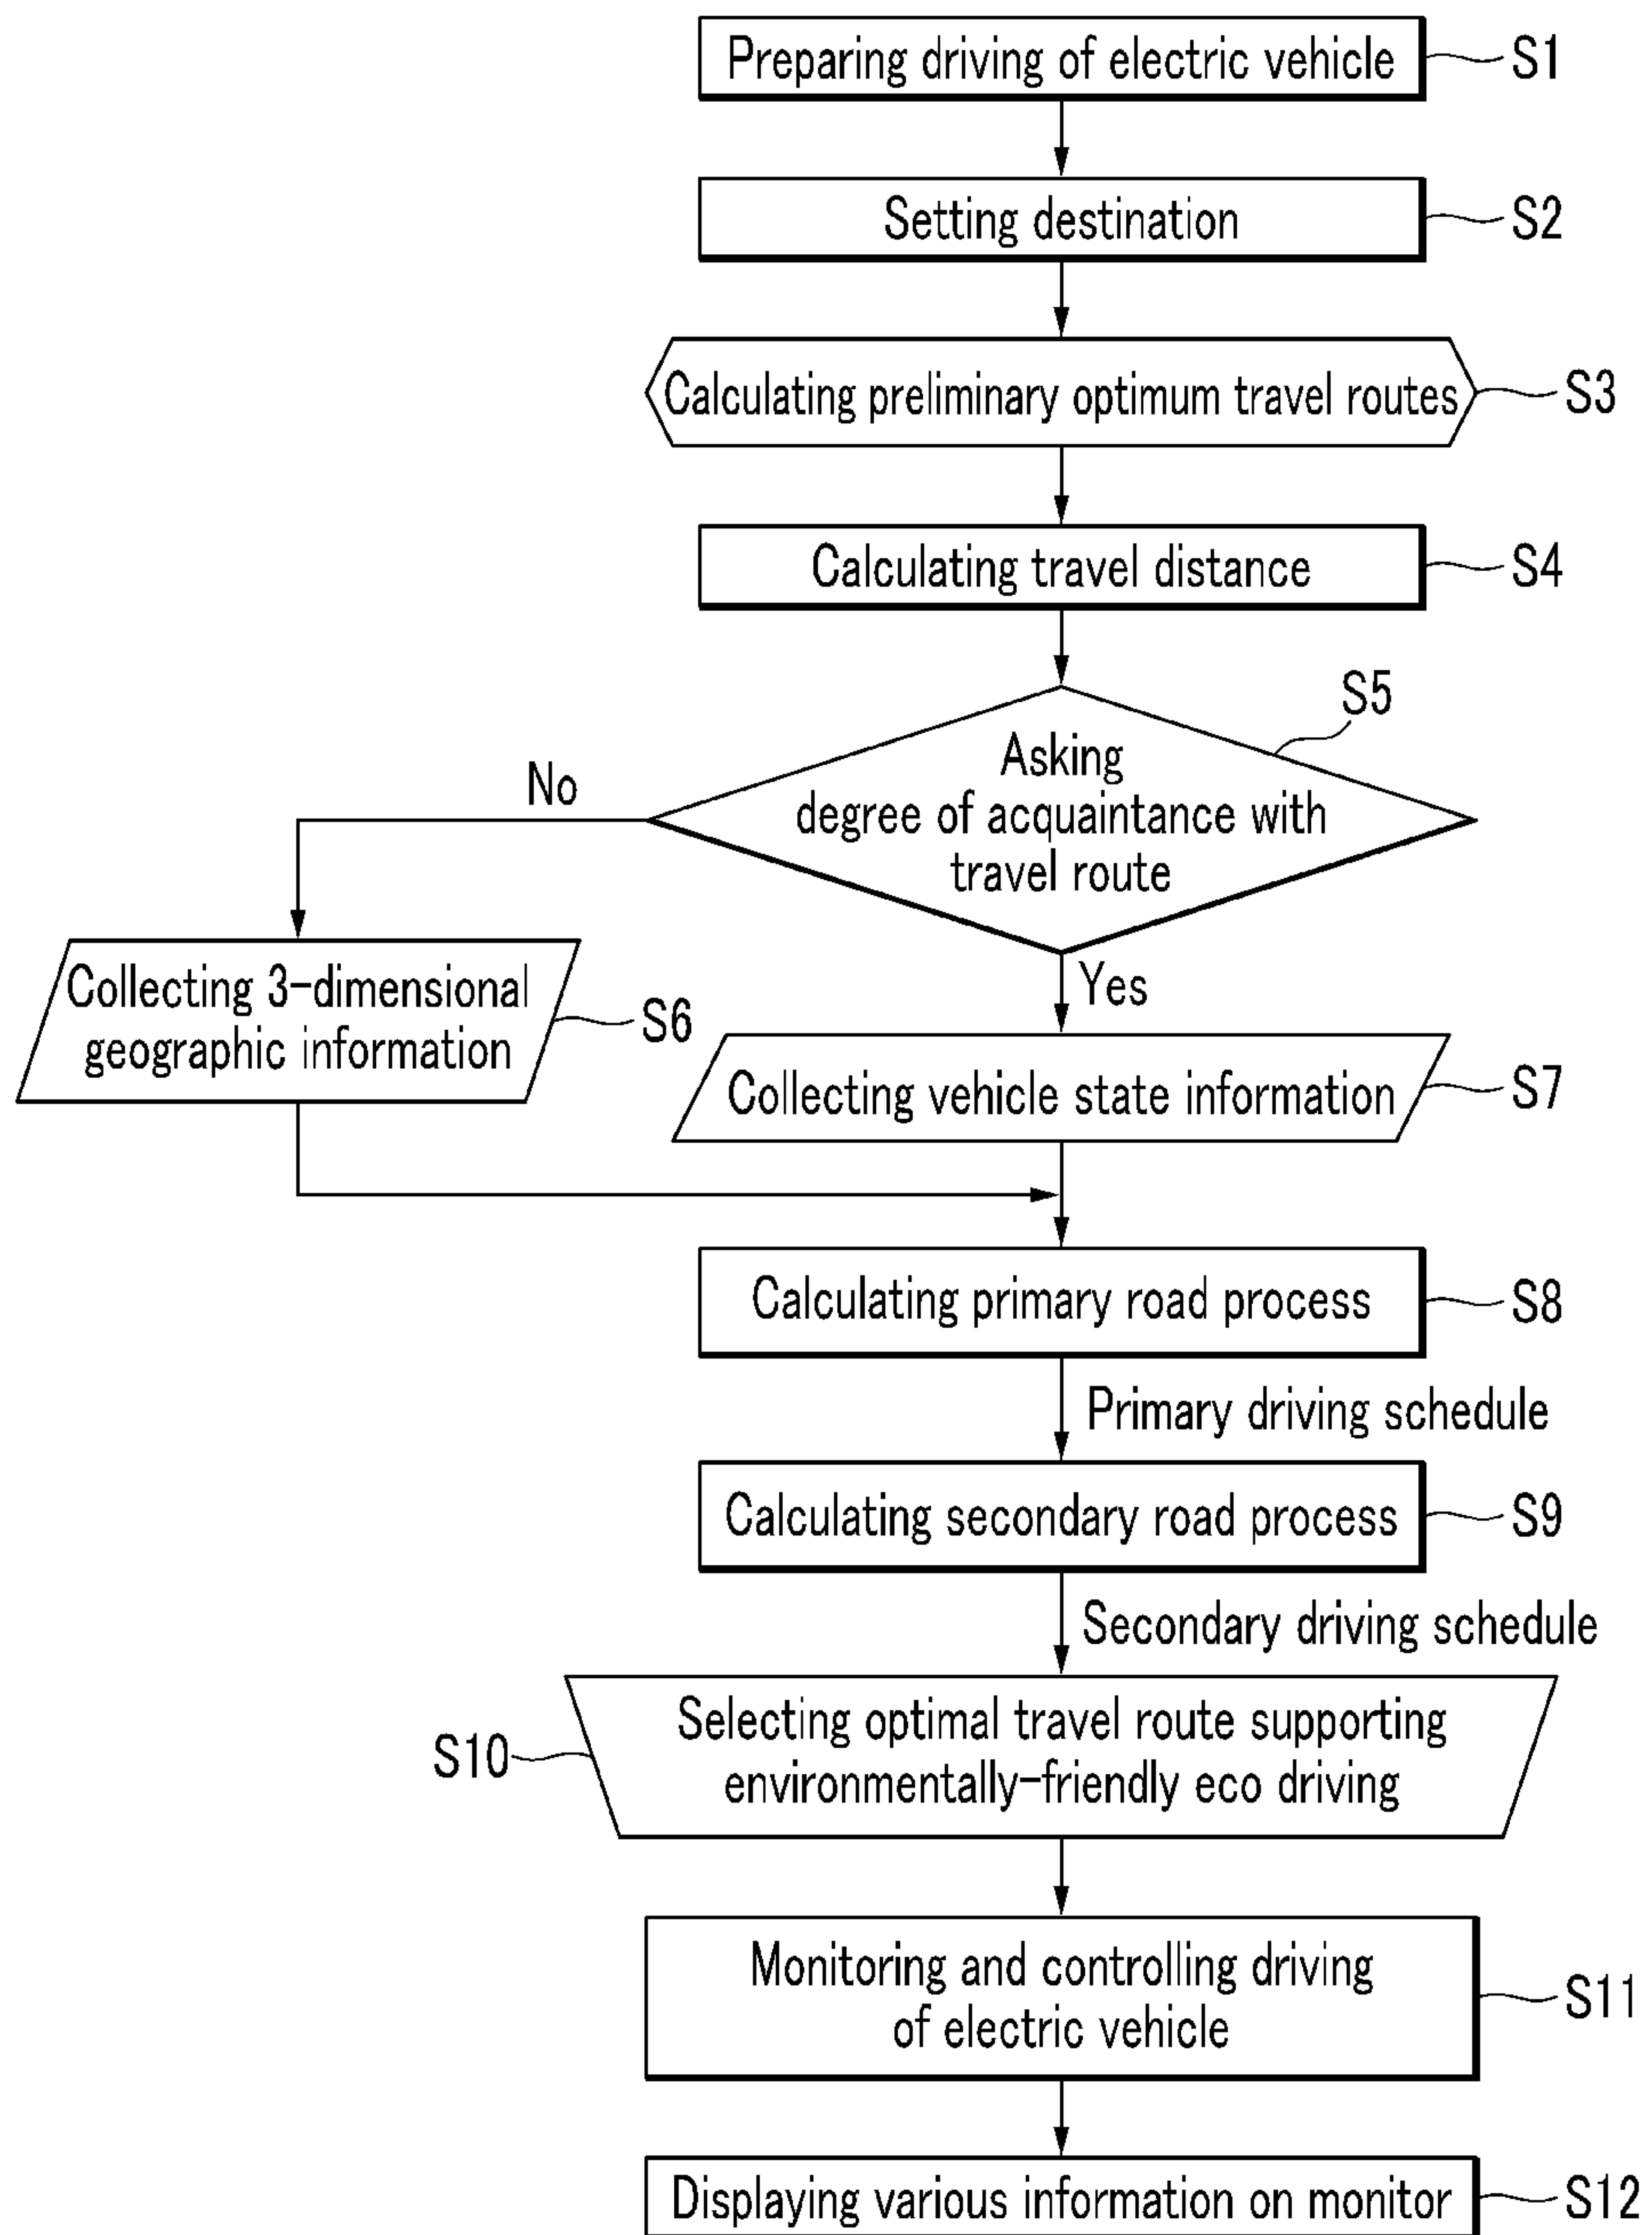 Preparing driving of electric vehicle
S1
Setting destination
S2
Calculating preliminary optimum travel routes
S3
Calculating travel distance
S4
S5
Asking
degree of acquaintance with
travel route
No
Yes
Collecting 3-dimensional
geographic information
S6
Collecting vehicle state information
S7
Calculating primary road process
S8
Primary driving schedule
Calculating secondary road process
S9
Secondary driving schedule
S10
Selecting optimal travel route supporting
environmentally-friendly eco driving
Monitoring and controlling driving
of electric vehicle
S11
Displaying various information on monitor
S12